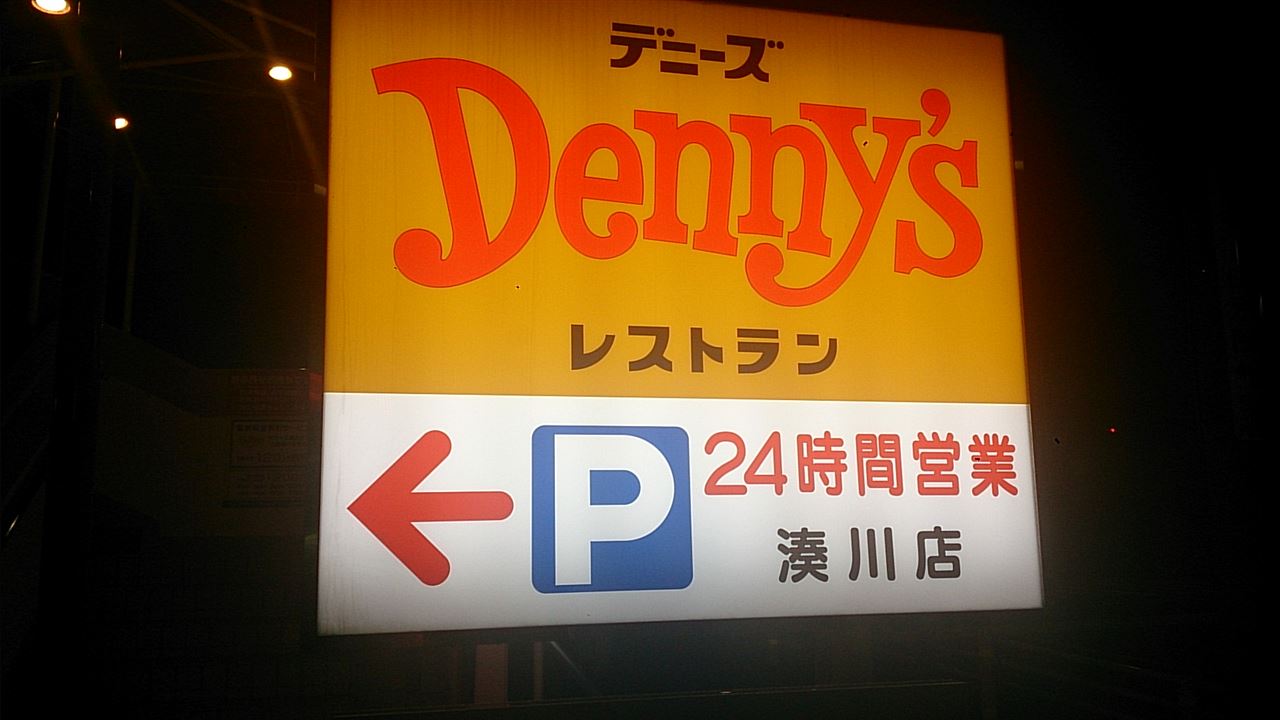 デニーズ
Denny's
レストラン
P 24時間営業
湊川店